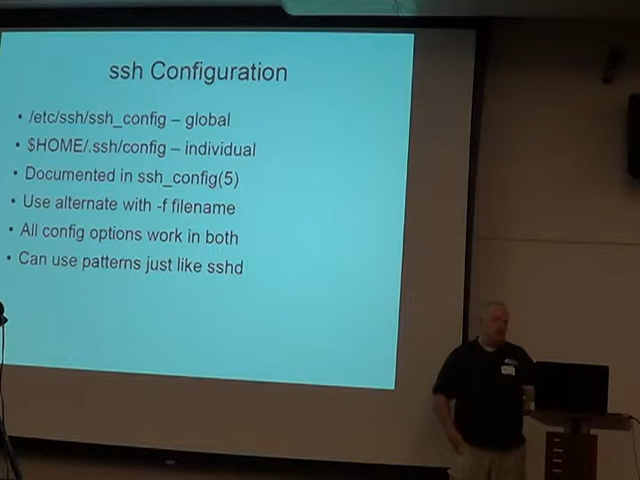 ssh Configuration
• /etc/ssh/ssh_config – global
• $HOME/.ssh/config – individual
• Documented in ssh_config(5)
• Use alternate with -f filename
• All config options work in both
• Can use patterns just like sshd